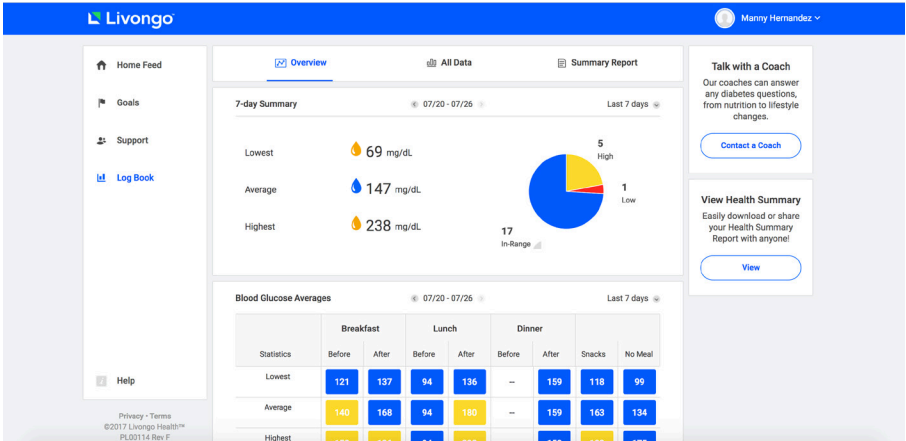 Livongo
Manny Hernandez
Home Feed
Goals
Support
Log Book
Help
Privacy - Terms
©2017 Livongo Health™
PL00114 Rev F
Overview
All Data
Summary Report
7-day Summary
07/20 - 07/26
Last 7 days
Lowest
69 mg/dL
Average
147 mg/dL
Highest
238 mg/dL
5
High
1
Low
17
In-Range
Blood Glucose Averages
07/20 - 07/26
Last 7 days
Breakfast Lunch Dinner
Statistics Before After Before After Before After Snacks No Meal
Lowest 121 137 94 136 -- 159 118 99
Average 140 168 94 180 -- 159 163 134
Highest
Talk with a Coach
Our coaches can answer
any diabetes questions,
from nutrition to lifestyle
changes.
Contact a Coach
View Health Summary
Easily download or share
your Health Summary
Report with anyone!
View